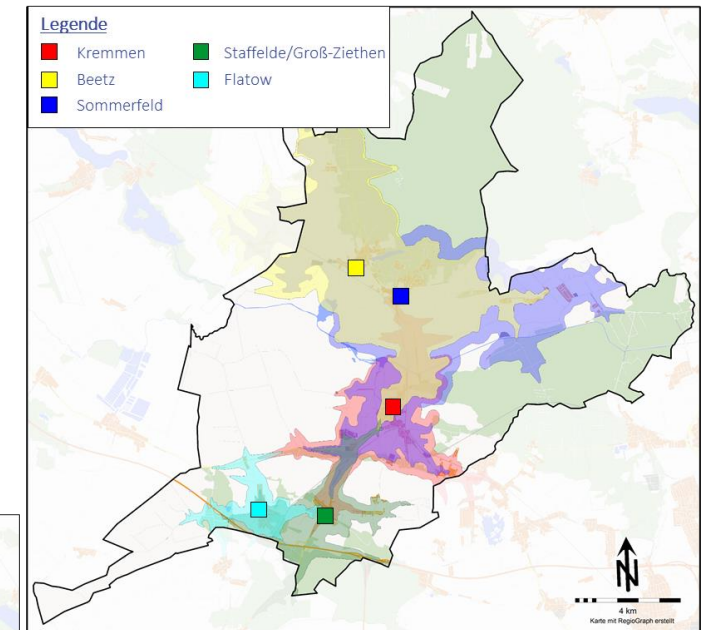 Legende
Kremmen
Staffelde/Groß-Ziethen
Beetz
Flatow
Sommerfeld
N
4 km
Karte mit RegioGraph erstellt